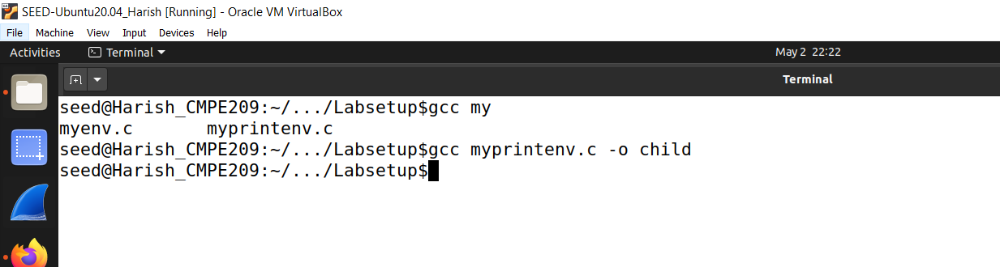 SEED-Ubuntu20.04_Harish [Running] - Oracle VM VirtualBox
File Machine View Input Devices Help
Activities Terminal May 2 22:22
Terminal
seed@Harish_CMPE209:~/.../Labsetup$gcc my
myenv.c myprintenv.c
seed@Harish_CMPE209:~/.../Labsetup$gcc myprintenv.c -o child
seed@Harish_CMPE209:~/.../Labsetup$